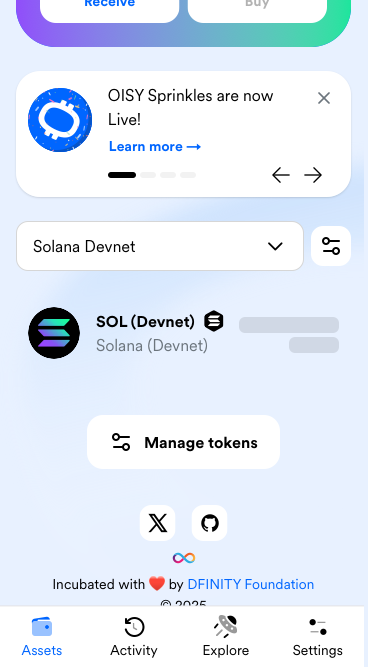 Receive
Buy
OISY Sprinkles are now
Live!
Learn more →
Solana Devnet
SOL (Devnet)
Solana (Devnet)
Manage tokens
Incubated with ❤️ by DFINITY Foundation
© 2025
Assets
Activity
Explore
Settings